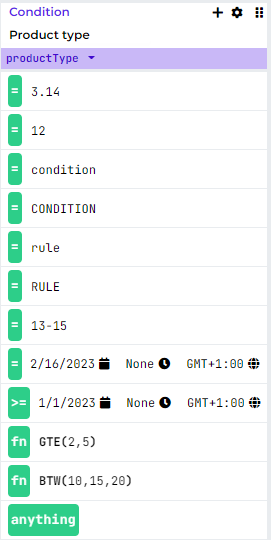 Condition
Product type
productType
= 3.14
= 12
= condition
= CONDITION
= rule
= RULE
= 13-15
= 2/16/2023 None GMT+1:00
>= 1/1/2023 None GMT+1:00
fn GTE(2,5)
fn BTW(10,15,20)
anything